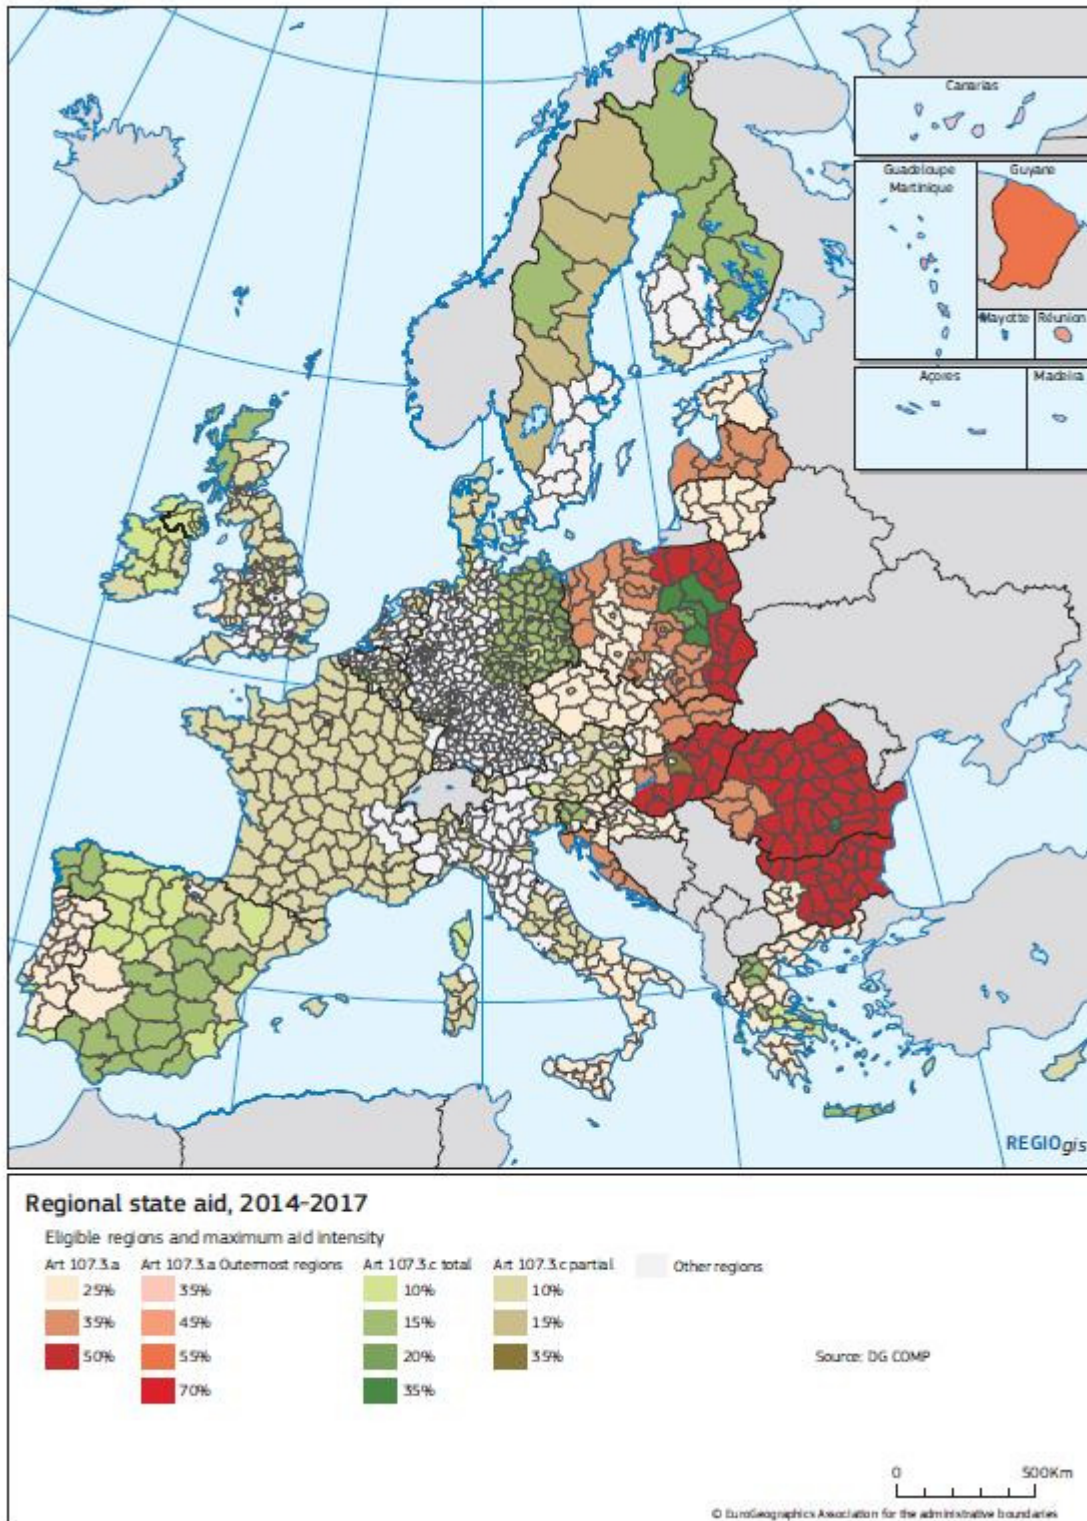 Canarias
Guadeloupe
Martinique
Guyane
Mayotte
Réunion
Açores
Madeira
REGIOgis
Regional state aid, 2014-2017
Eligible regions and maximum aid intensity
Art 107.3.a
25%
35%
50%
Art 107.3.a Outermost regions
35%
45%
55%
70%
Art 107.3.c total
10%
15%
20%
35%
Art 107.3.c partial
10%
15%
35%
Other regions
Source: DG COMP
0 500Km
© EuroGeographics Association for the administrative boundaries